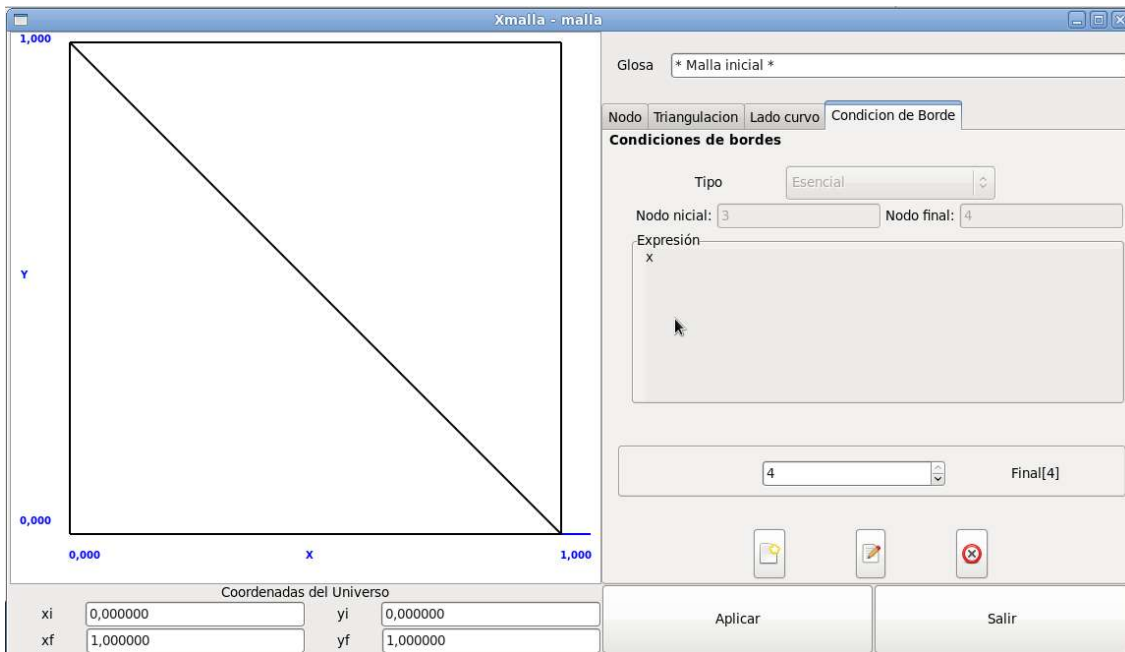 Xmalla - malla
1,000
Y
0,000
0,000 X 1,000
Glosa * Malla inicial *
Nodo Triangulacion Lado curvo Condicion de Borde
Condiciones de bordes
Tipo Esencial
Nodo nicial: 3 Nodo final: 4
Expresión
x
4 Final[4]
Coordenadas del Universo
xi 0,000000 yi 0,000000
xf 1,000000 yf 1,000000
Aplicar Salir